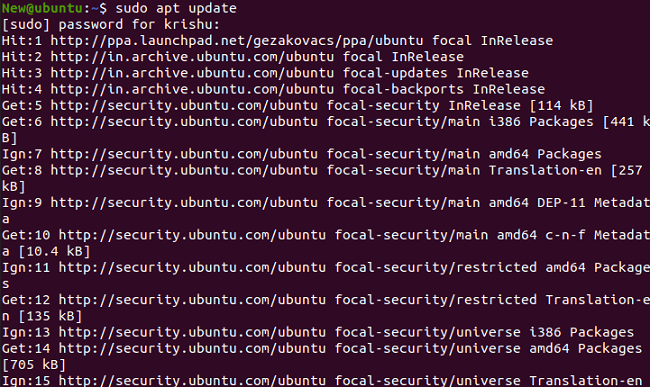 New@ubuntu:~$ sudo apt update
[sudo] password for krishu:
Hit:1 http://ppa.launchpad.net/gezakovacs/ppa/ubuntu focal InRelease
Hit:2 http://in.archive.ubuntu.com/ubuntu focal InRelease
Hit:3 http://in.archive.ubuntu.com/ubuntu focal-updates InRelease
Hit:4 http://in.archive.ubuntu.com/ubuntu focal-backports InRelease
Get:5 http://security.ubuntu.com/ubuntu focal-security InRelease [114 kB]
Get:6 http://security.ubuntu.com/ubuntu focal-security/main i386 Packages [441 k
B]
Ign:7 http://security.ubuntu.com/ubuntu focal-security/main amd64 Packages
Get:8 http://security.ubuntu.com/ubuntu focal-security/main Translation-en [257
kB]
Ign:9 http://security.ubuntu.com/ubuntu focal-security/main amd64 DEP-11 Metadat
a
Get:10 http://security.ubuntu.com/ubuntu focal-security/main amd64 c-n-f Metadat
a [10.4 kB]
Ign:11 http://security.ubuntu.com/ubuntu focal-security/restricted amd64 Package
s
Get:12 http://security.ubuntu.com/ubuntu focal-security/restricted Translation-e
n [135 kB]
Ign:13 http://security.ubuntu.com/ubuntu focal-security/universe i386 Packages
Get:14 http://security.ubuntu.com/ubuntu focal-security/universe amd64 Packages
[705 kB]
Ign:15 http://security.ubuntu.com/ubuntu focal-security/universe Translation-en